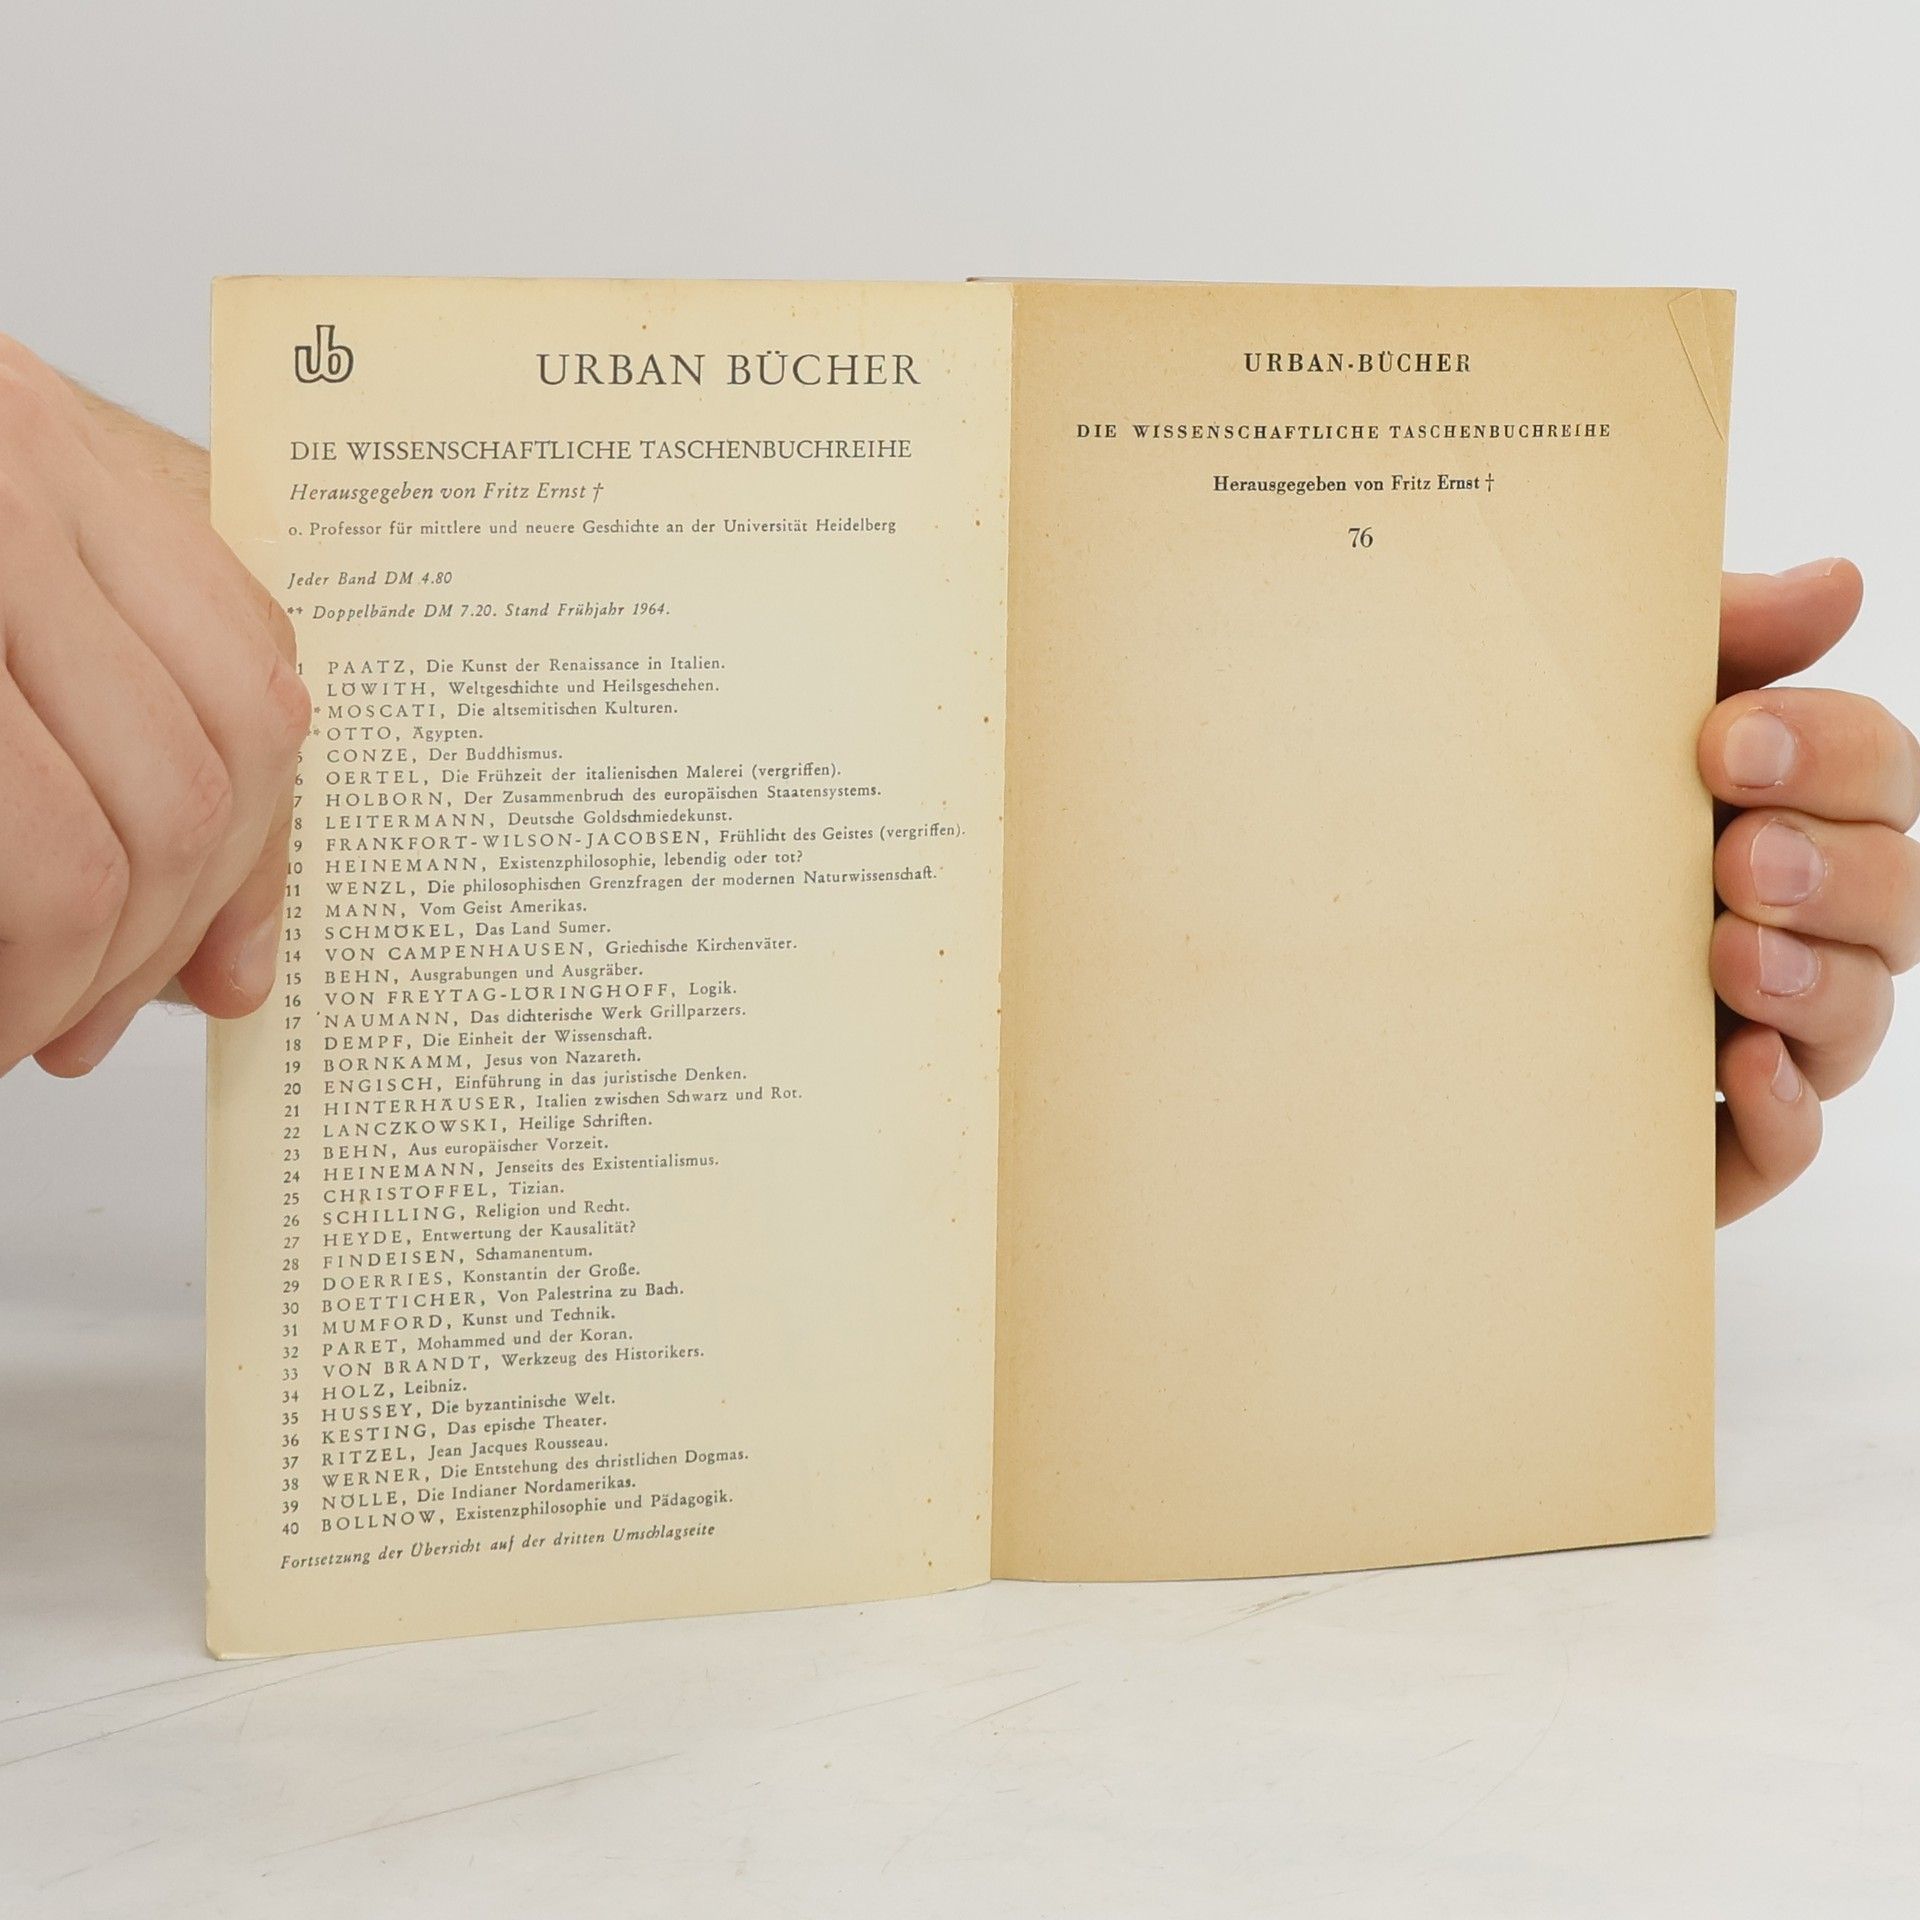 ub
URBAN BÜCHER
DIE WISSENSCHAFTLICHE TASCHENBUCHREIHE
Herausgegeben von Fritz Ernst †
o. Professor für mittlere und neuere Geschichte an der Universität Heidelberg
Jeder Band DM 4.80
** Doppelbände DM 7.20. Stand Frühjahr 1964.
1 PAATZ, Die Kunst der Renaissance in Italien.
LÖWITH, Weltgeschichte und Heilsgeschehen.
* MOSCATI, Die altsemitischen Kulturen.
** OTTO, Ägypten.
5 CONZE, Der Buddhismus.
6 OERTEL, Die Frühzeit der italienischen Malerei (vergriffen).
7 HOLBORN, Der Zusammenbruch des europäischen Staatensystems.
8 LEITERMANN, Deutsche Goldschmiedekunst.
9 FRANKFORT-WILSON-JACOBSEN, Frühlicht des Geistes (vergriffen).
10 HEINEMANN, Existenzphilosophie, lebendig oder tot?
11 WENZL, Die philosophischen Grenzfragen der modernen Naturwissenschaft.
12 MANN, Vom Geist Amerikas.
13 SCHMÖKEL, Das Land Sumer.
14 VON CAMPENHAUSEN, Griechische Kirchenväter.
15 BEHN, Ausgrabungen und Ausgräber.
16 VON FREYTAG-LÖRINGHOFF, Logik.
17 NAUMANN, Das dichterische Werk Grillparzers.
18 DEMPF, Die Einheit der Wissenschaft.
19 BORNKAMM, Jesus von Nazareth.
20 ENGISCH, Einführung in das juristische Denken.
21 HINTERHÄUSER, Italien zwischen Schwarz und Rot.
22 LANCZKOWSKI, Heilige Schriften.
23 BEHN, Aus europäischer Vorzeit.
24 HEINEMANN, Jenseits des Existentialismus.
25 CHRISTOFFEL, Tizian.
26 SCHILLING, Religion und Recht.
27 HEYDE, Entwertung der Kausalität?
28 FINDEISEN, Schamanentum.
29 DOERRIES, Konstantin der Große.
30 BOETTICHER, Von Palestrina zu Bach.
31 MUMFORD, Kunst und Technik.
32 PARET, Mohammed und der Koran.
33 VON BRANDT, Werkzeug des Historikers.
34 HOLZ, Leibniz.
35 HUSSEY, Die byzantinische Welt.
36 KESTING, Das epische Theater.
37 RITZEL, Jean Jacques Rousseau.
38 WERNER, Die Entstehung des christlichen Dogmas.
39 NÖLLE, Die Indianer Nordamerikas.
40 BOLLNOW, Existenzphilosophie und Pädagogik.
Fortsetzung der Übersicht auf der dritten Umschlagseite
URBAN-BÜCHER
DIE WISSENSCHAFTLICHE TASCHENBUCHREIHE
Herausgegeben von Fritz Ernst †
76